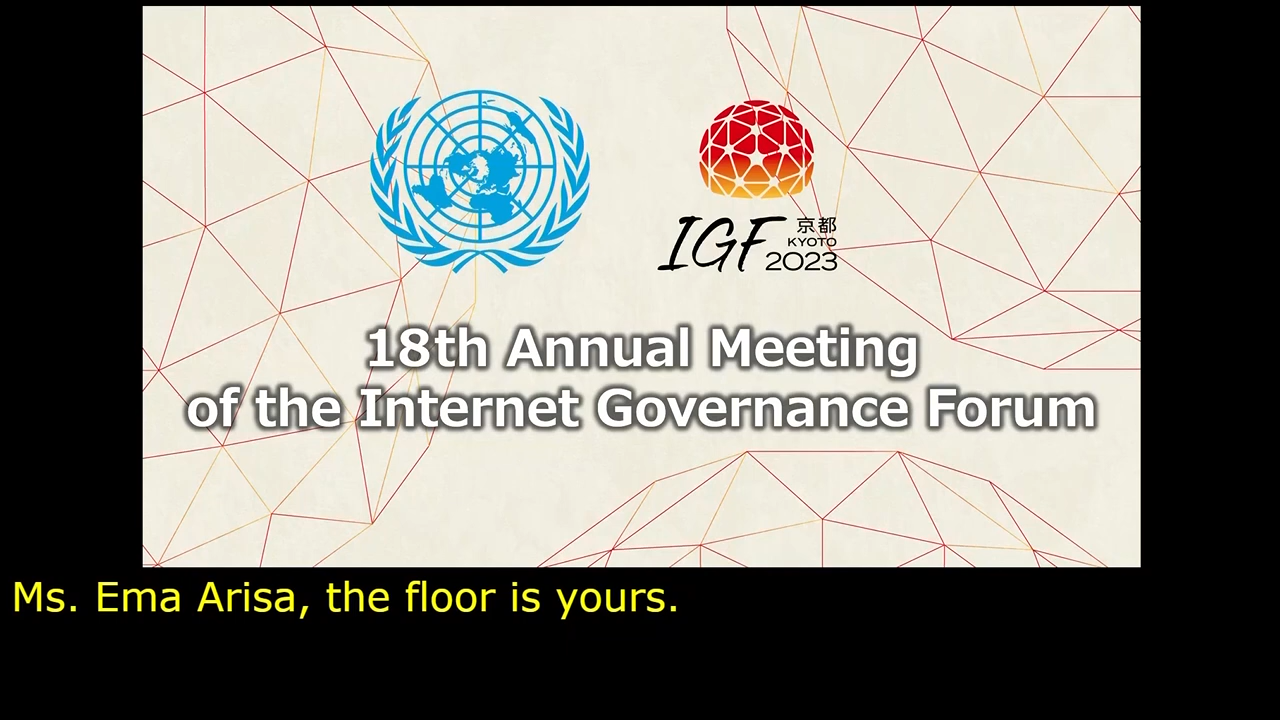 IGF 京都
KYOTO
2023
18th Annual Meeting
of the Internet Governance Forum
Ms. Ema Arisa, the floor is yours.